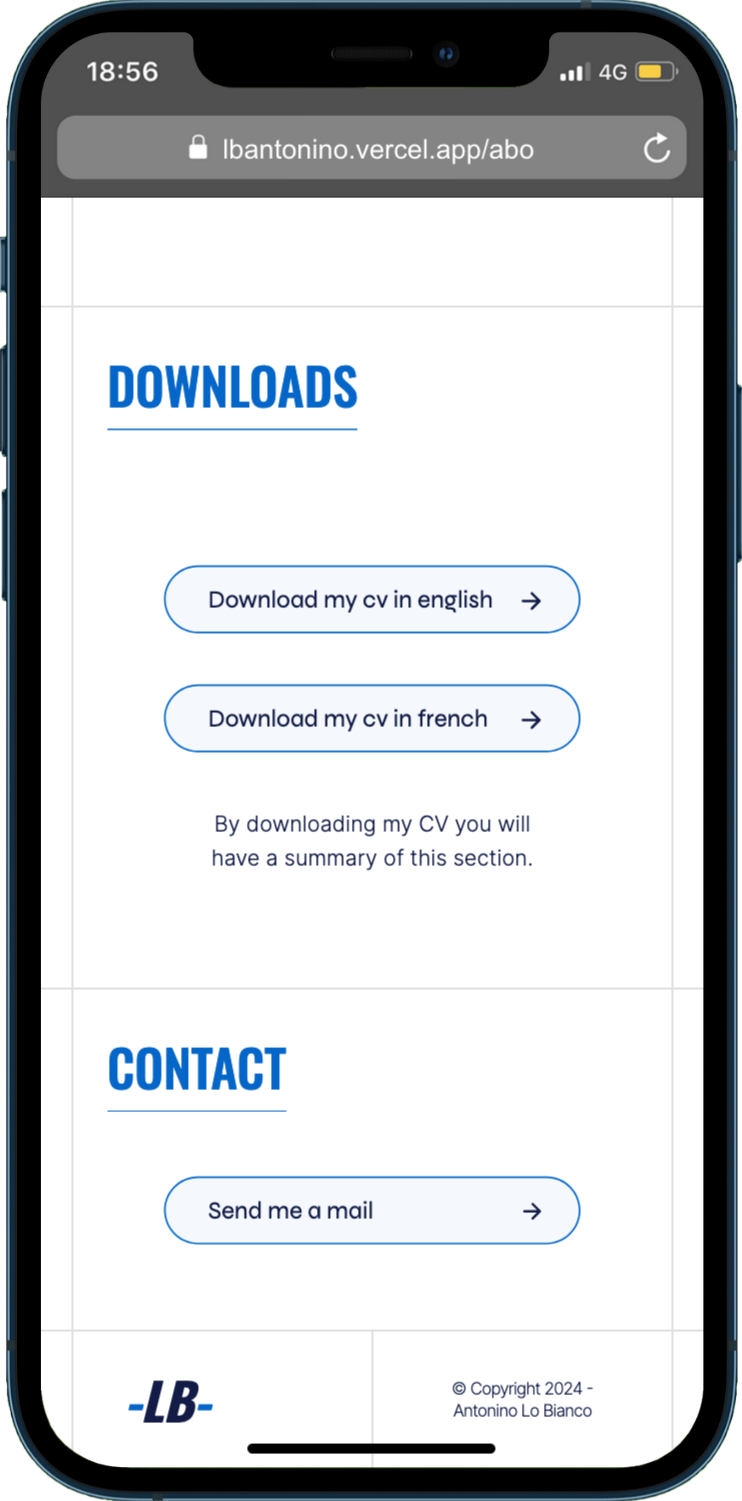 18:56
4G
lbantonino.vercel.app/abo
DOWNLOADS
Download my cv in english
Download my cv in french
By downloading my CV you will
have a summary of this section.
CONTACT
Send me a mail
-LB-
© Copyright 2024 -
Antonino Lo Bianco